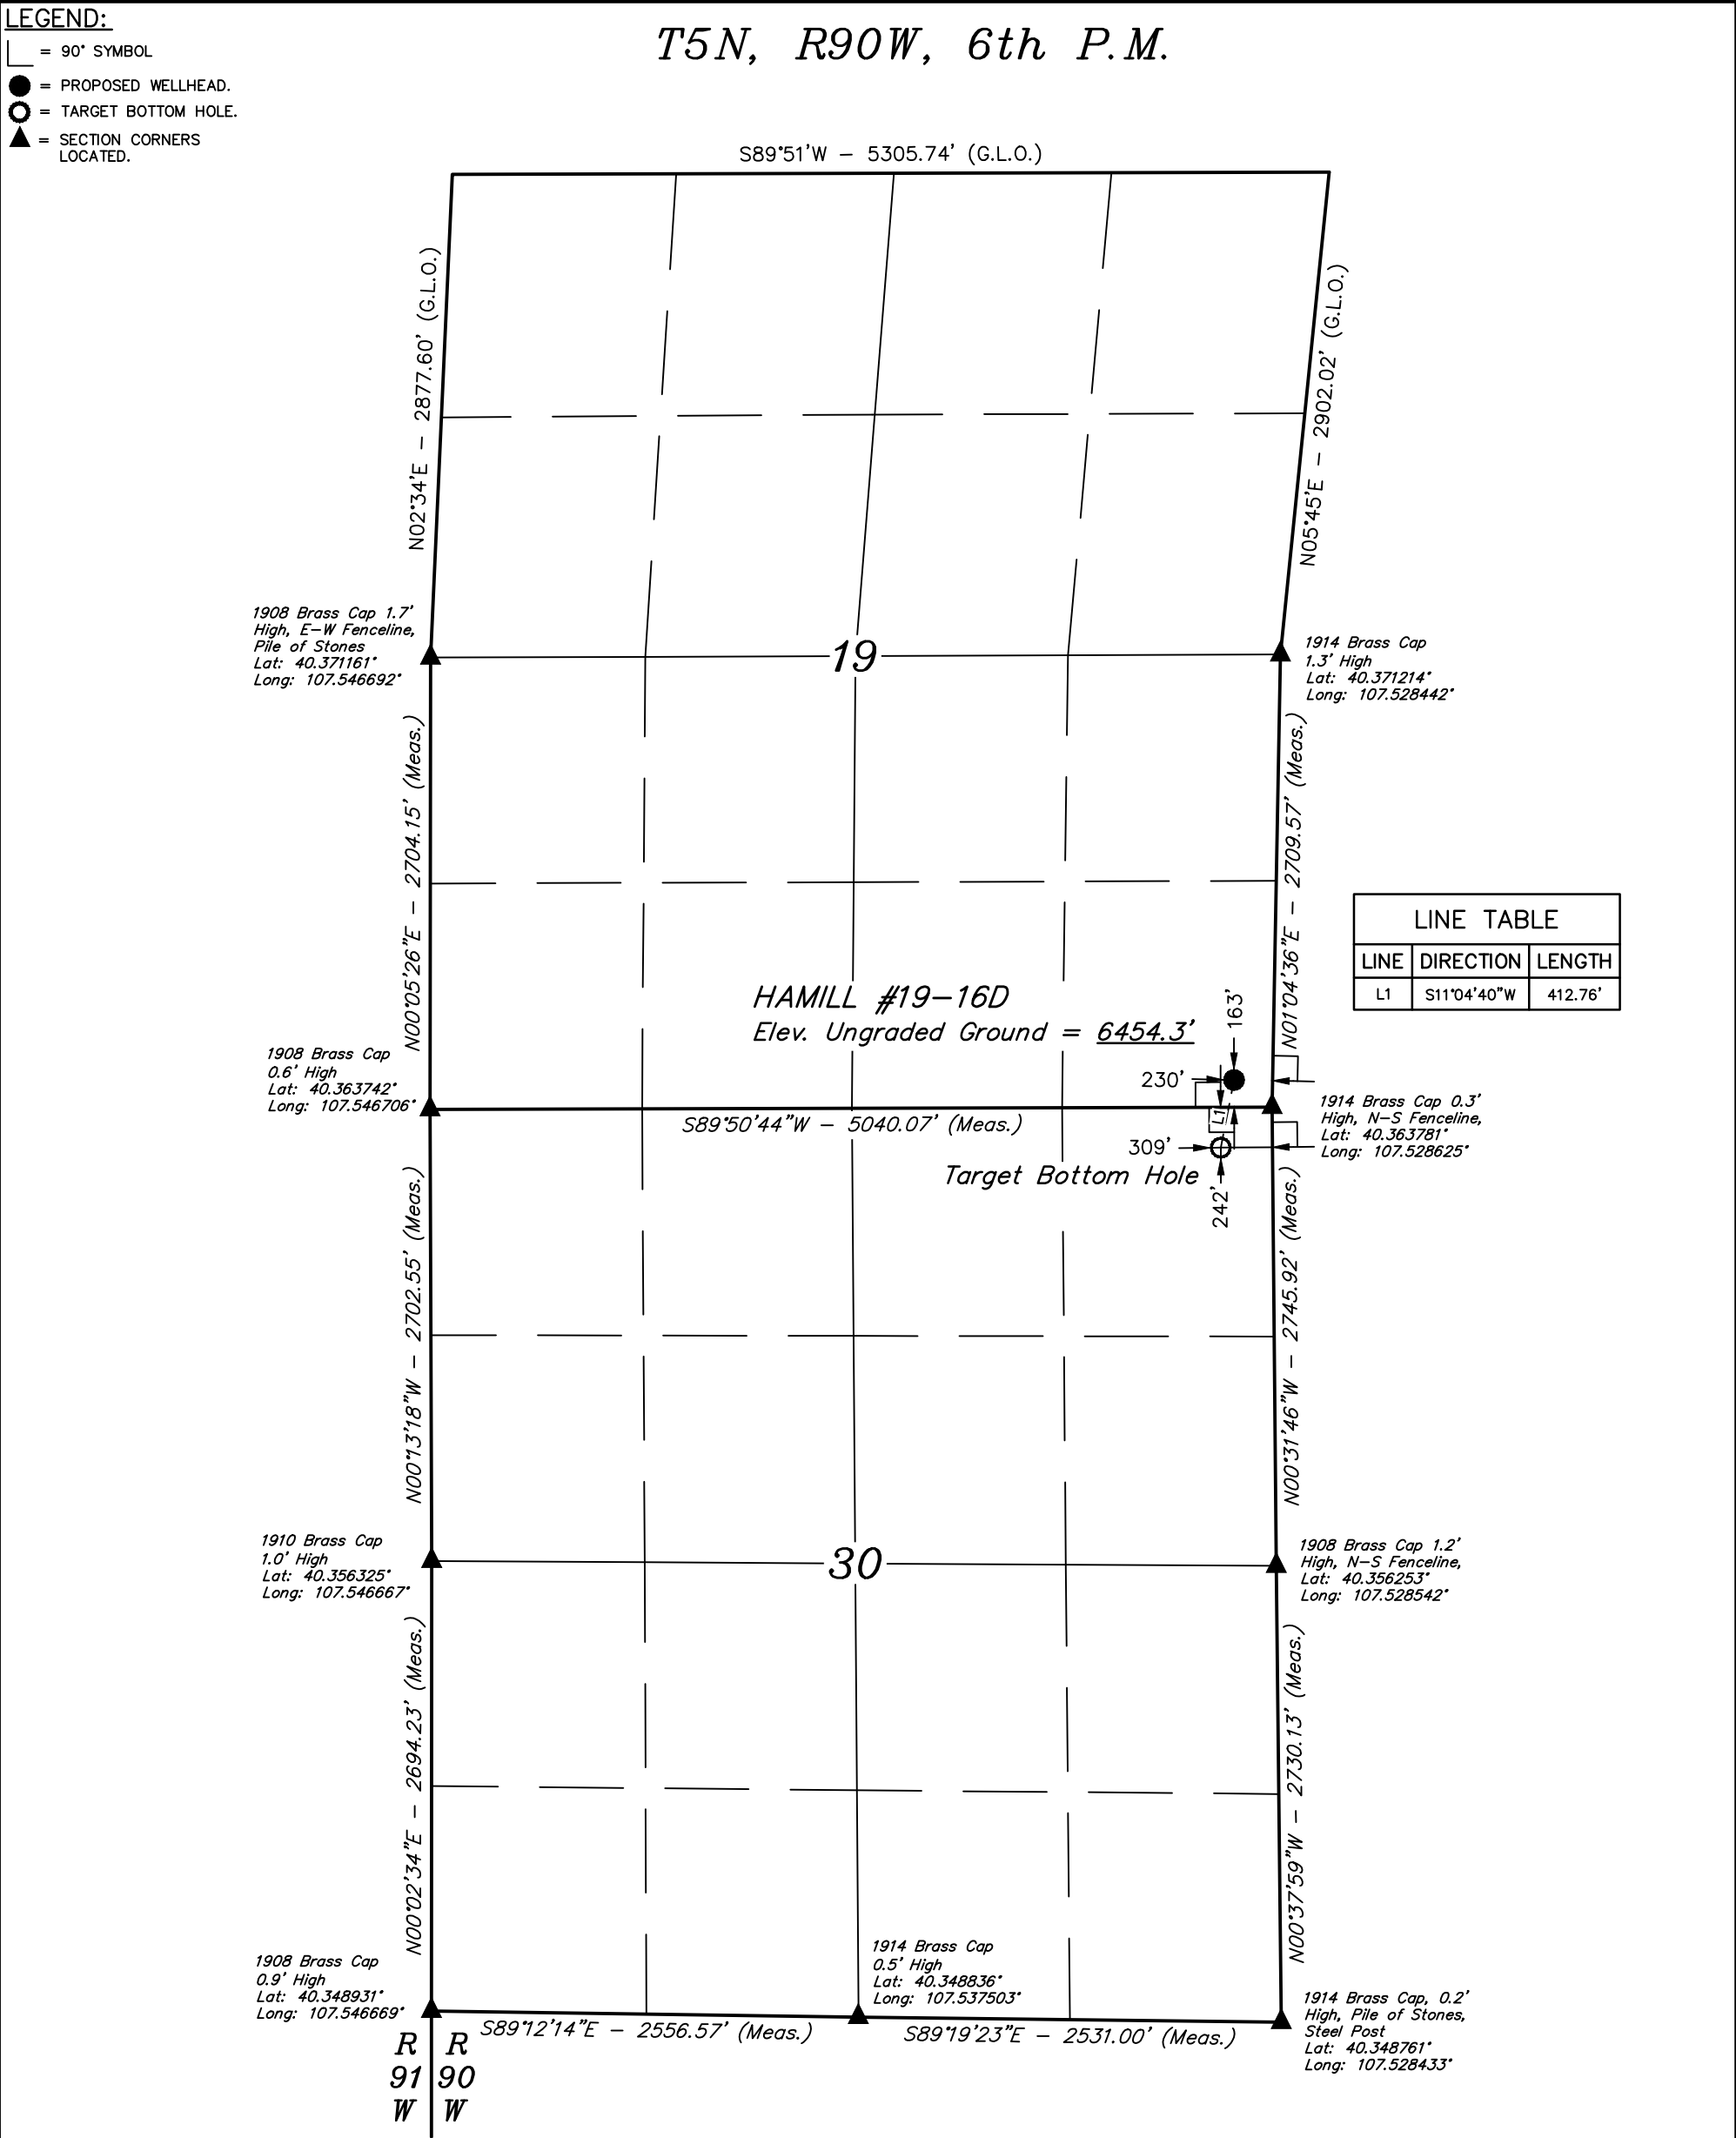 LEGEND:
= 90° SYMBOL
= PROPOSED WELLHEAD.
= TARGET BOTTOM HOLE.
= SECTION CORNERS
LOCATED.
T5N, R90W, 6th P.M.
S89°51'W - 5305.74' (G.L.O.)
N02°34'E - 2877.60' (G.L.O.)
N05°45'E - 2902.02' (G.L.O.)
1908 Brass Cap 1.7'
High, E-W Fenceline,
Pile of Stones
Lat: 40.371161°
Long: 107.546692°
19
1914 Brass Cap
1.3' High
Lat: 40.371214°
Long: 107.528442°
N00°05'26"E - 2704.15' (Meas.)
N01°04'36"E - 2709.57' (Meas.)
LINE TABLE
LINE DIRECTION LENGTH
L1 S11°04'40"W 412.76'
HAMILL #19-16D
Elev. Ungraded Ground = 6454.3'
163'
230'
1908 Brass Cap
0.6' High
Lat: 40.363742°
Long: 107.546706°
S89°50'44"W - 5040.07' (Meas.)
L1
1914 Brass Cap 0.3'
High, N-S Fenceline,
Lat: 40.363781°
Long: 107.528625°
309'
Target Bottom Hole
242'
N00°13'18"W - 2702.55' (Meas.)
N00°31'46"W - 2745.92' (Meas.)
1910 Brass Cap
1.0' High
Lat: 40.356325°
Long: 107.546667°
30
1908 Brass Cap 1.2'
High, N-S Fenceline,
Lat: 40.356253°
Long: 107.528542°
N00°02'34"E - 2694.23' (Meas.)
N00°37'59"W - 2730.13' (Meas.)
1908 Brass Cap
0.9' High
Lat: 40.348931°
Long: 107.546669°
1914 Brass Cap
0.5' High
Lat: 40.348836°
Long: 107.537503°
1914 Brass Cap, 0.2'
High, Pile of Stones,
Steel Post
Lat: 40.348761°
Long: 107.528433°
S89°12'14"E - 2556.57' (Meas.)
S89°19'23"E - 2531.00' (Meas.)
R R
91 90
W W